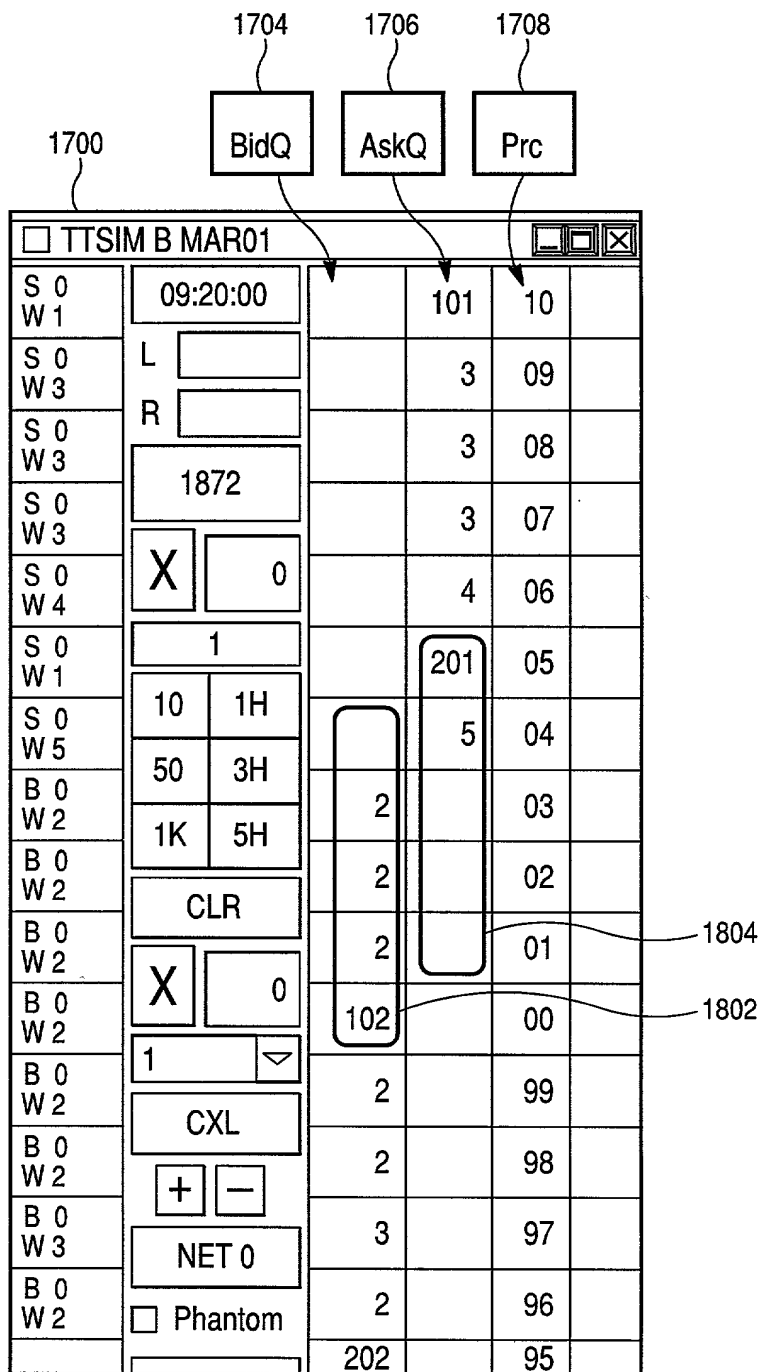 1704 1706 1708
BidQ AskQ Prc
1700
TTSIM B MAR01
S 0
W 1
09:20:00
101 10
S 0
W 3
L
3 09
R
S 0
W 3
3 08
1872
S 0
W 3
3 07
X 0
S 0
W 4
4 06
S 0
W 1
1
201 05
10 1H
S 0
W 5
5 04
50 3H
B 0
W 2
2 03
1K 5H
B 0
W 2
2 02
CLR
B 0
W 2
2 01
1804
X 0
B 0
W 2
102 00
1802
1
B 0
W 2
2 99
CXL
B 0
W 2
2 98
+ −
B 0
W 3
3 97
NET 0
B 0
W 2
2 96
Phantom
202 95